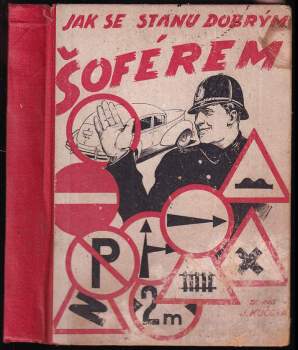 JAK SE STANU DOBRÝM
ŠOFÉREM
P
2m